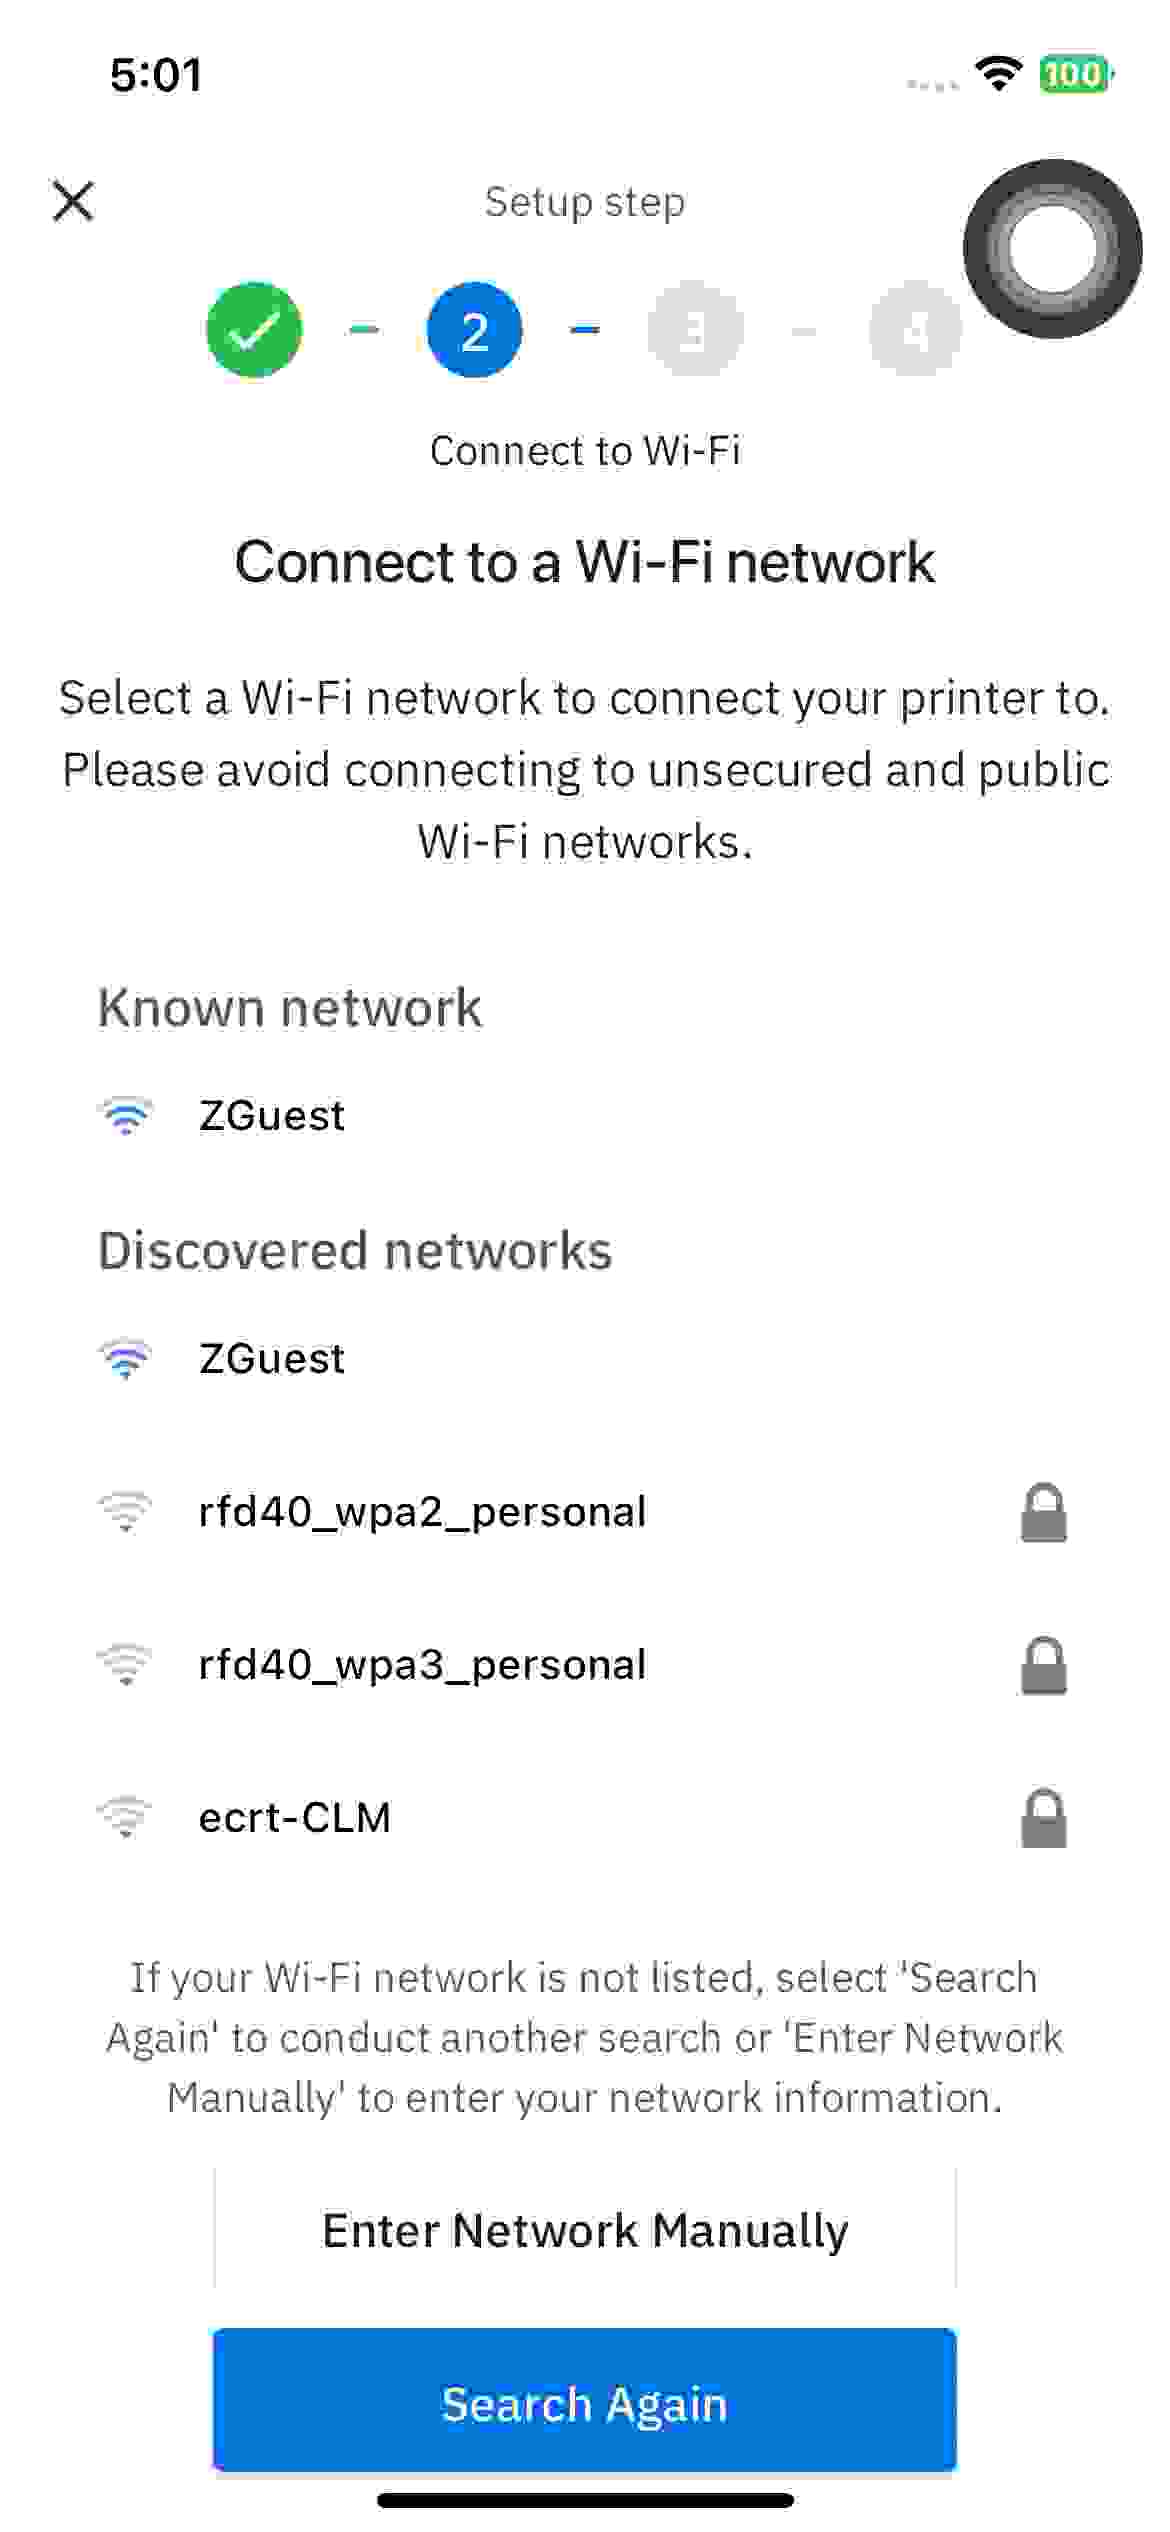 5:01
100
Setup step
2
3
4
Connect to Wi-Fi
Connect to a Wi-Fi network
Select a Wi-Fi network to connect your printer to.
Please avoid connecting to unsecured and public
Wi-Fi networks.
Known network
ZGuest
Discovered networks
ZGuest
rfd40_wpa2_personal
rfd40_wpa3_personal
ecrt-CLM
If your Wi-Fi network is not listed, select 'Search
Again' to conduct another search or 'Enter Network
Manually' to enter your network information.
Enter Network Manually
Search Again